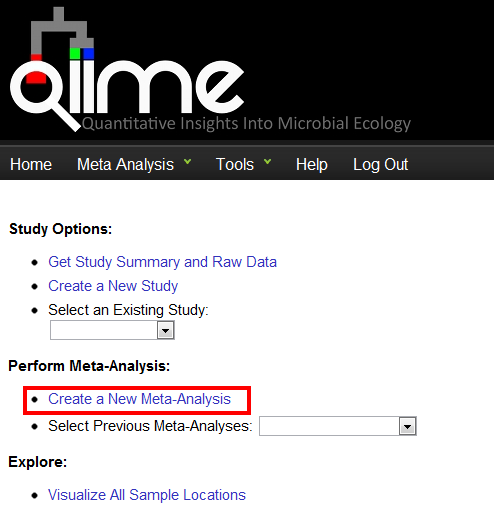 Qiime
Quantitative Insights Into Microbial Ecology
Home Meta Analysis Tools Help Log Out
Study Options:
Get Study Summary and Raw Data
Create a New Study
Select an Existing Study:
Perform Meta-Analysis:
Create a New Meta-Analysis
Select Previous Meta-Analyses:
Explore:
Visualize All Sample Locations